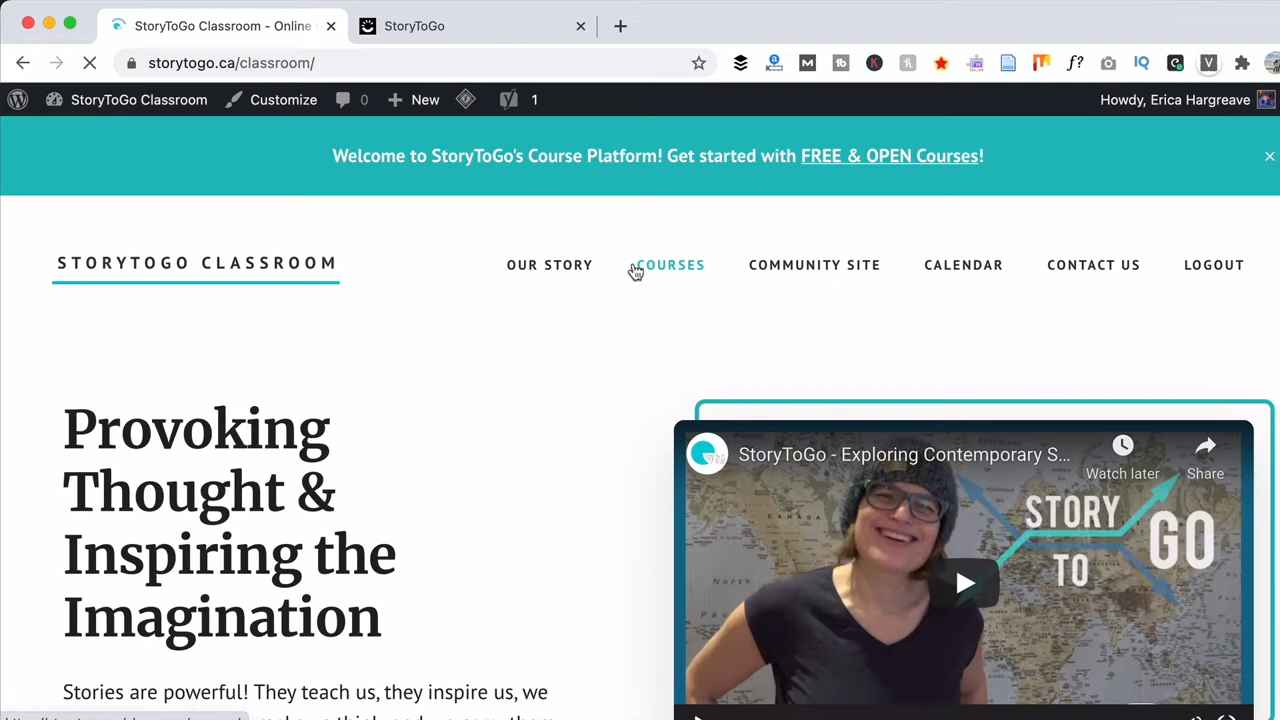 StoryToGo Classroom - Online
StoryToGo
storytogo.ca/classroom/
StoryToGo Classroom
Customize
0
New
1
Howdy, Erica Hargreave
Welcome to StoryToGo's Course Platform! Get started with FREE & OPEN Courses!
STORYTOGO CLASSROOM
OUR STORY
COURSES
COMMUNITY SITE
CALENDAR
CONTACT US
LOGOUT
Provoking
Thought &
Inspiring the
Imagination
Stories are powerful! They teach us, they inspire us, we
StoryToGo - Exploring Contemporary S...
Watch later
Share
CANADA
North
STORY
TO
GO